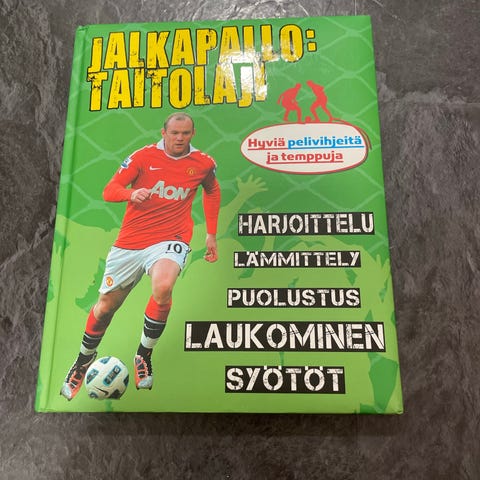 JALKAPALLO:
TAITOLAJI
Hyviä pelivihjeitä
ja temppuja
AON
10
HARJOITTELU
LÄMMITTELY
PUOLUSTUS
LAUKOMINEN
SYÖTÖT